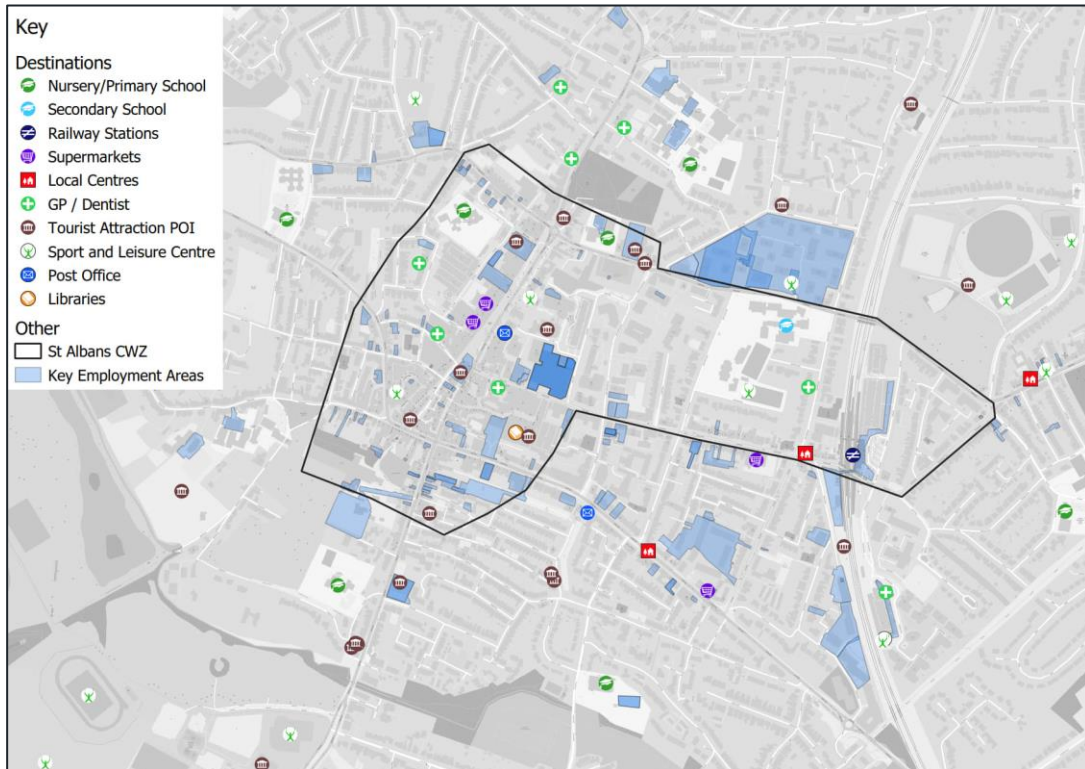 Key
Destinations
Nursery/Primary School
Secondary School
Railway Stations
Supermarkets
Local Centres
GP / Dentist
Tourist Attraction POI
Sport and Leisure Centre
Post Office
Libraries
Other
St Albans CWZ
Key Employment Areas